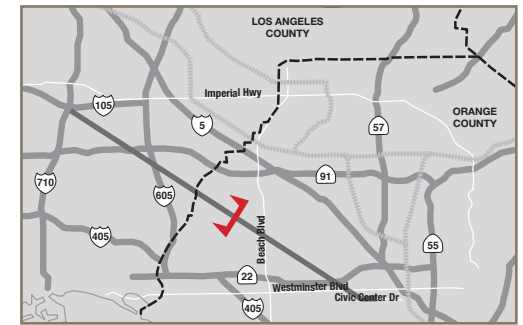 LOS ANGELES
COUNTY
Imperial Hwy
105
5
57
ORANGE
COUNTY
710
605
91
405
Beach Blvd
55
22
Westminster Blvd
Civic Center Dr
405